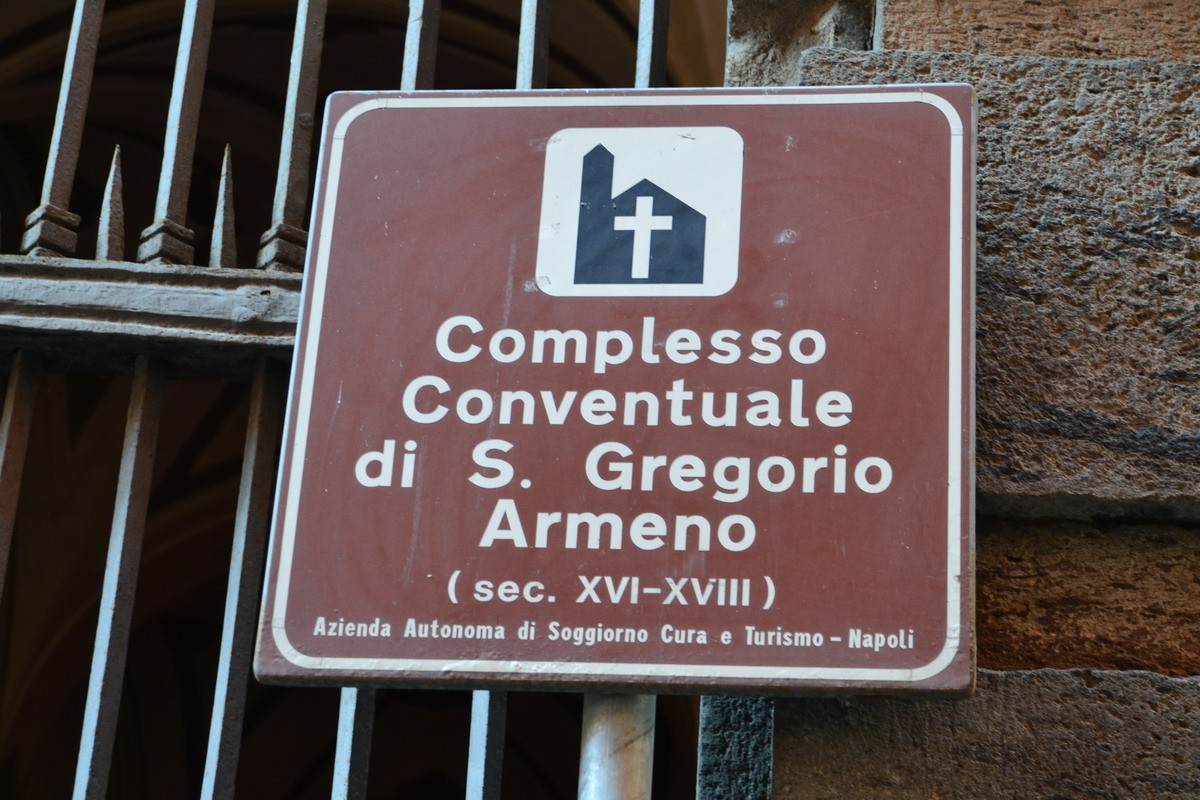 Complesso
Conventuale
di S. Gregorio
Armeno
(sec. XVI-XViII)
Azienda Autonoma di Soggiorno Cura e Turismo - Napoli